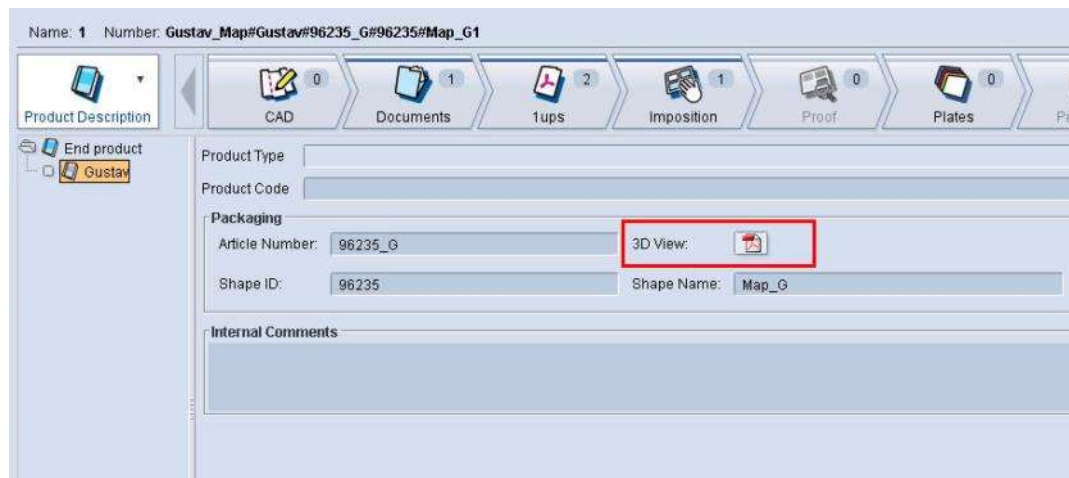 Name: 1 Number: Gustav_Map#Gustav#96235_G#96235#Map_G1
Product Description
CAD 0
Documents 1
1ups 2
Imposition 1
Proof 0
Plates 0
End product
Gustav
Product Type
Product Code
Packaging
Article Number: 96235_G 3D View:
Shape ID: 96235 Shape Name: Map_G
Internal Comments